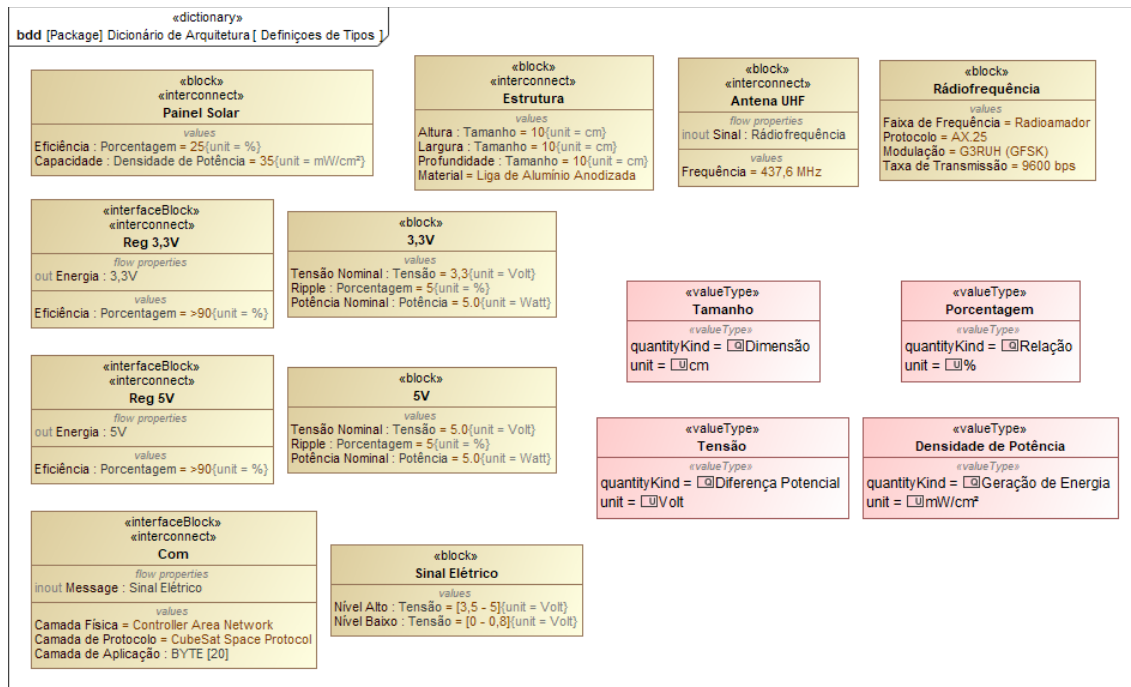 «dictionary»
bdd [Package] Dicionário de Arquitetura [ Definiçoes de Tipos ]
«block»
«interconnect»
Painel Solar
values
Eficiência : Porcentagem = 25{unit = %}
Capacidade : Densidade de Potência = 35{unit = mW/cm²}
«block»
«interconnect»
Estrutura
values
Altura : Tamanho = 10{unit = cm}
Largura : Tamanho = 10{unit = cm}
Profundidade : Tamanho = 10{unit = cm}
Material = Liga de Alumínio Anodizada
«block»
«interconnect»
Antena UHF
flow properties
inout Sinal : Rádiofrequência
values
Frequência = 437,6 MHz
«block»
Rádiofrequência
values
Faixa de Frequência = Radioamador
Protocolo = AX.25
Modulação = G3RUH (GFSK)
Taxa de Transmissão = 9600 bps
«interfaceBlock»
«interconnect»
Reg 3,3V
flow properties
out Energia : 3,3V
values
Eficiência : Porcentagem = >90{unit = %}
«block»
3,3V
values
Tensão Nominal : Tensão = 3,3{unit = Volt}
Ripple : Porcentagem = 5{unit = %}
Potência Nominal : Potência = 5.0{unit = Watt}
«valueType»
Tamanho
«valueType»
quantityKind = Q Dimensão
unit = U cm
«valueType»
Porcentagem
«valueType»
quantityKind = Q Relação
unit = U %
«interfaceBlock»
«interconnect»
Reg 5V
flow properties
out Energia : 5V
values
Eficiência : Porcentagem = >90{unit = %}
«block»
5V
values
Tensão Nominal : Tensão = 5.0{unit = Volt}
Ripple : Porcentagem = 5{unit = %}
Potência Nominal : Potência = 5.0{unit = Watt}
«valueType»
Tensão
«valueType»
quantityKind = Q Diferença Potencial
unit = U Volt
«valueType»
Densidade de Potência
«valueType»
quantityKind = Q Geração de Energia
unit = U mW/cm²
«interfaceBlock»
«interconnect»
Com
flow properties
inout Message : Sinal Elétrico
values
Camada Física = Controller Area Network
Camada de Protocolo = CubeSat Space Protocol
Camada de Aplicação : BYTE [20]
«block»
Sinal Elétrico
values
Nível Alto : Tensão = [3,5 - 5]{unit = Volt}
Nível Baixo : Tensão = [0 - 0,8]{unit = Volt}